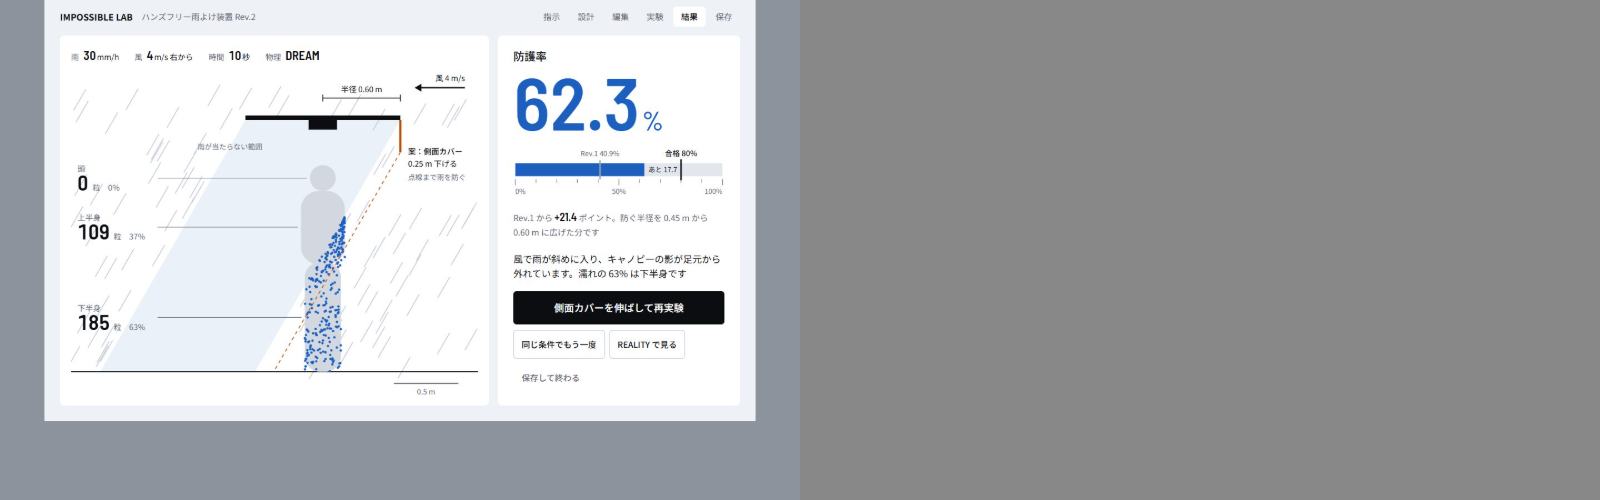 IMPOSSIBLE LAB ハンズフリー雨よけ装置 Rev.2
指示 設計 編集 実験 結果 保存
雨 30 mm/h 風 4 m/s 右から 時間 10 秒 物理 DREAM
風 4 m/s
半径 0.60 m
雨が当たらない範囲
案：側面カバー
0.25 m 下げる
点線まで雨を防ぐ
頭
0 粒 0%
上半身
109 粒 37%
下半身
185 粒 63%
0.5 m
防護率
62.3 %
Rev.1 40.9% 合格 80%
あと 17.7
0% 50% 100%
Rev.1 から +21.4 ポイント。防ぐ半径を 0.45 m から
0.60 m に広げた分です
風で雨が斜めに入り、キャノピーの影が足元から
外れています。濡れの 63% は下半身です
側面カバーを伸ばして再実験
同じ条件でもう一度 REALITY で見る
保存して終わる